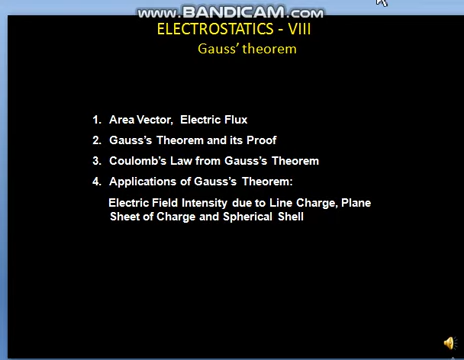 www.BANDICAM.com
ELECTROSTATICS - VIII
Gauss’ theorem
1. Area Vector, Electric Flux
2. Gauss’s Theorem and its Proof
3. Coulomb’s Law from Gauss’s Theorem
4. Applications of Gauss’s Theorem:
Electric Field Intensity due to Line Charge, Plane
Sheet of Charge and Spherical Shell